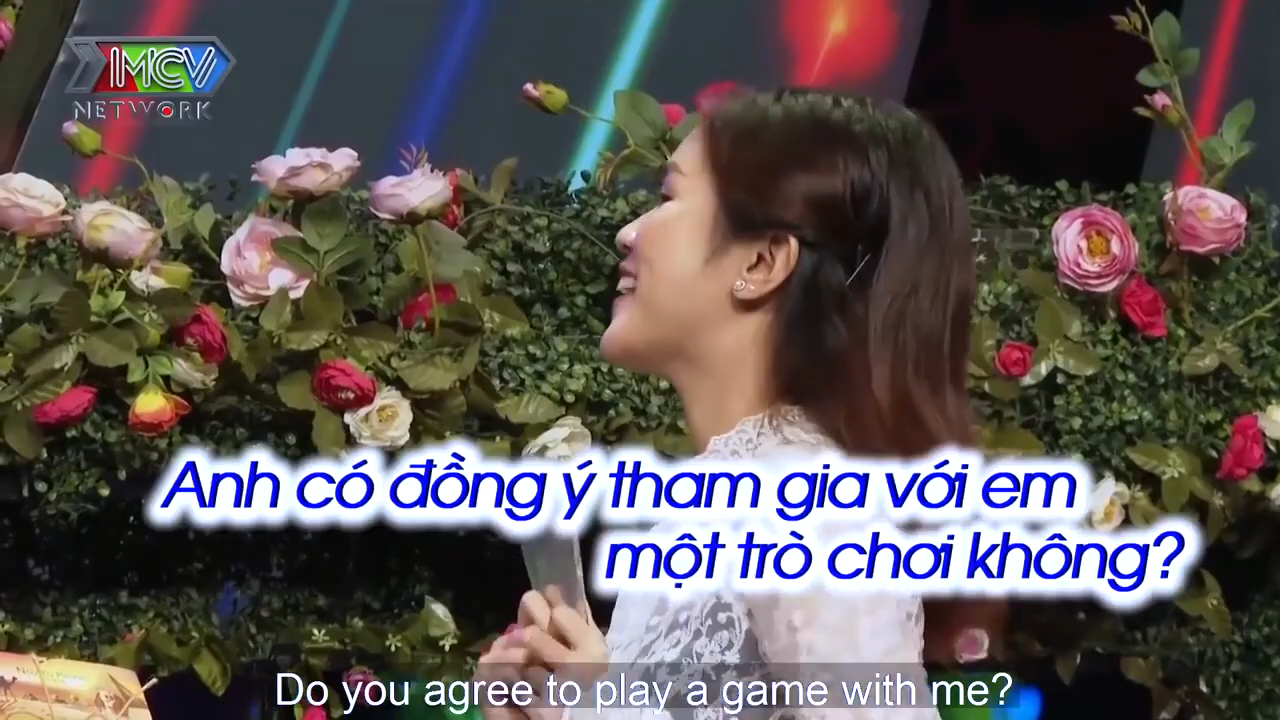 MCV
NETWORK
Anh có đồng ý tham gia với em
một trò chơi không?
Do you agree to play a game with me?